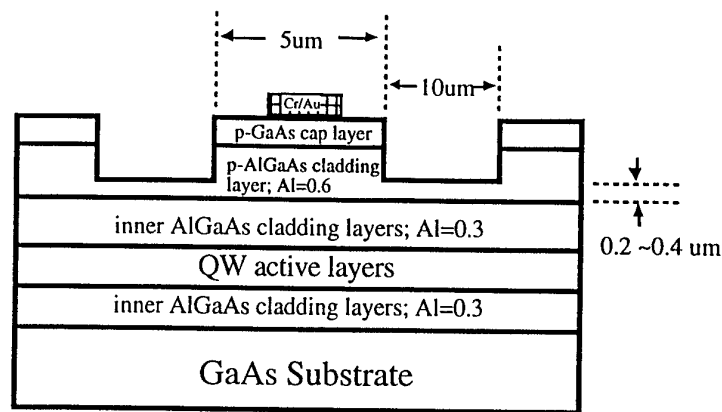 5um
10um
Cr/Au
p-GaAs cap layer
p-AlGaAs cladding
layer; Al=0.6
inner AlGaAs cladding layers; Al=0.3
0.2 ~0.4 um
QW active layers
inner AlGaAs cladding layers; Al=0.3
GaAs Substrate